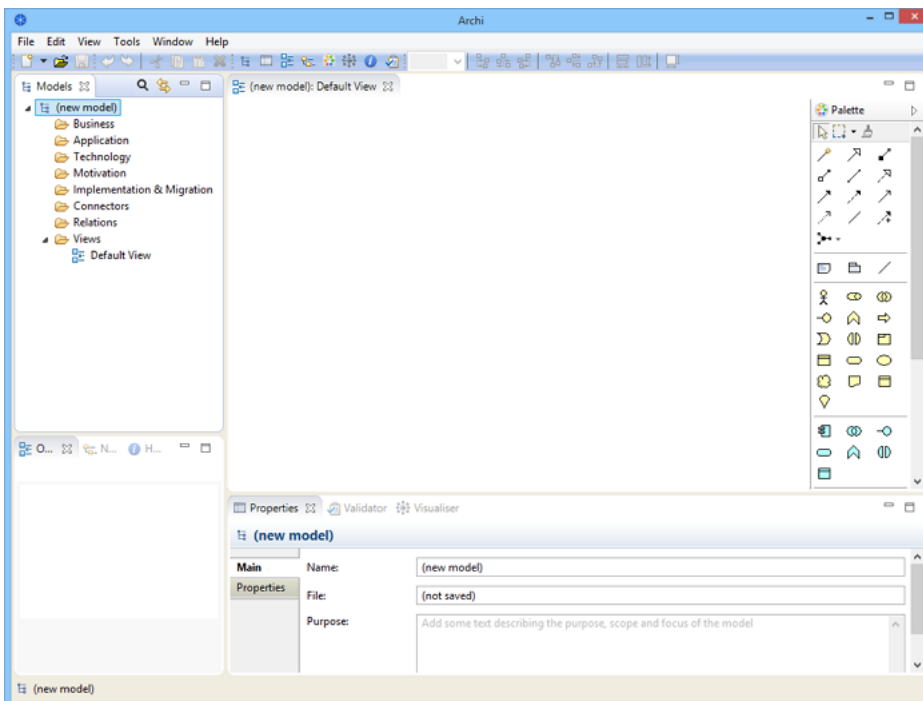 Archi
File Edit View Tools Window Help
Models
(new model)
Business
Application
Technology
Motivation
Implementation & Migration
Connectors
Relations
Views
Default View
(new model): Default View
Palette
O... N... H...
Properties Validator Visualiser
(new model)
Main
Properties
Name: (new model)
File: (not saved)
Purpose: Add some text describing the purpose, scope and focus of the model
(new model)